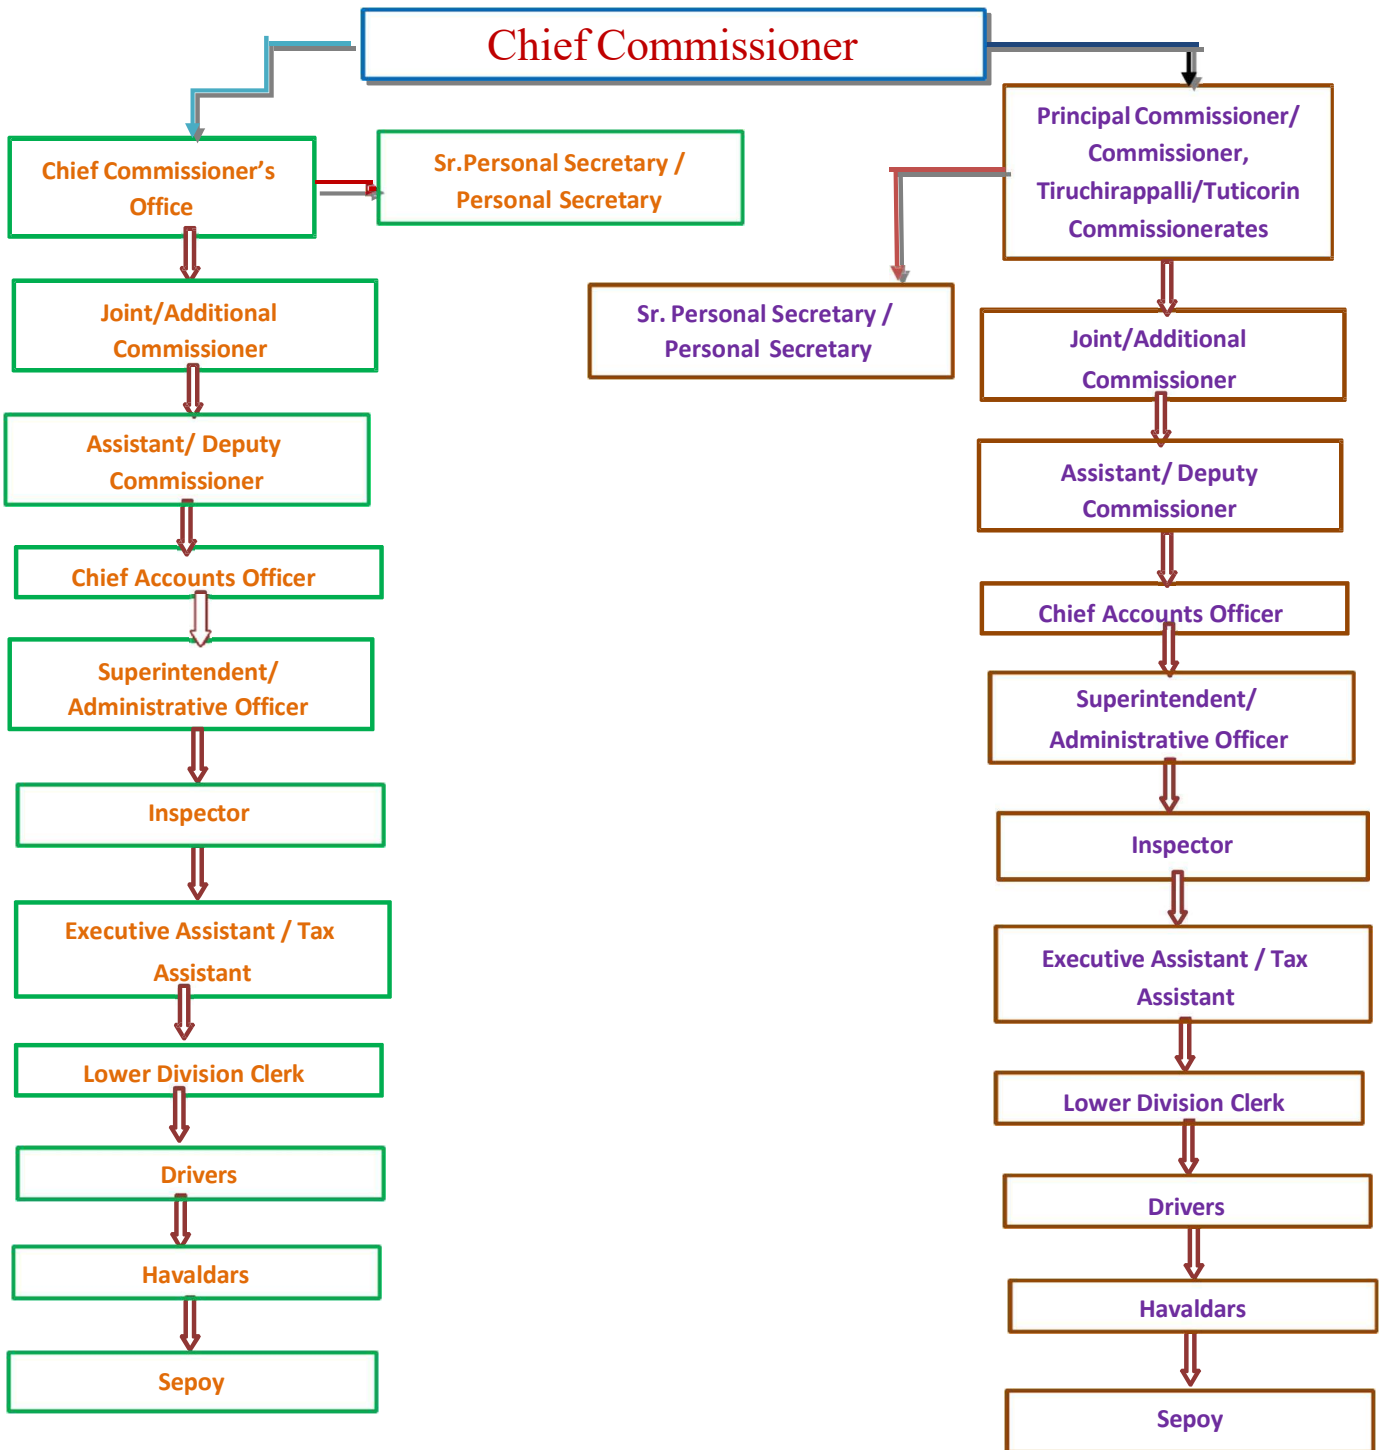 Chief Commissioner
Chief Commissioner’s
Office
Sr.Personal Secretary /
Personal Secretary
Joint/Additional
Commissioner
Assistant/ Deputy
Commissioner
Chief Accounts Officer
Superintendent/
Administrative Officer
Inspector
Executive Assistant / Tax
Assistant
Lower Division Clerk
Drivers
Havaldars
Sepoy
Principal Commissioner/
Commissioner,
Tiruchirappalli/Tuticorin
Commissionerates
Sr. Personal Secretary /
Personal Secretary
Joint/Additional
Commissioner
Assistant/ Deputy
Commissioner
Chief Accounts Officer
Superintendent/
Administrative Officer
Inspector
Executive Assistant / Tax
Assistant
Lower Division Clerk
Drivers
Havaldars
Sepoy